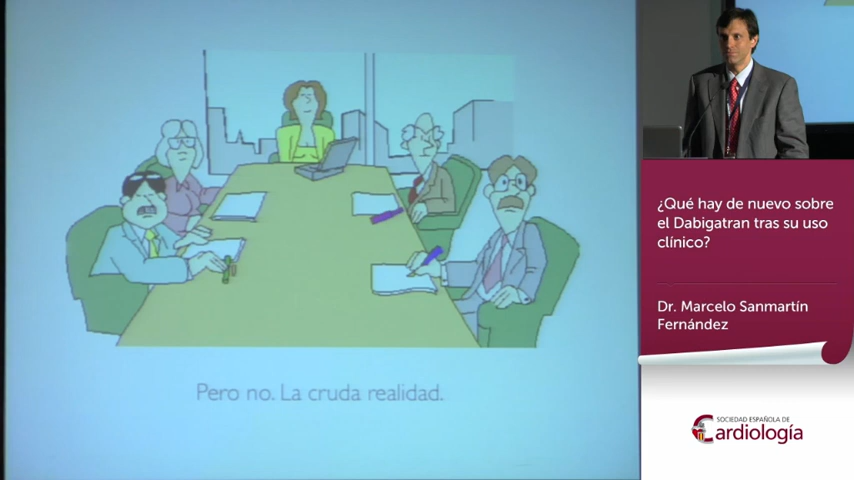 Pero no. La cruda realidad.
¿Qué hay de nuevo sobre
el Dabigatran tras su uso
clínico?
Dr. Marcelo Sanmartín
Fernández
SOCIEDAD ESPAÑOLA DE
Cardiología